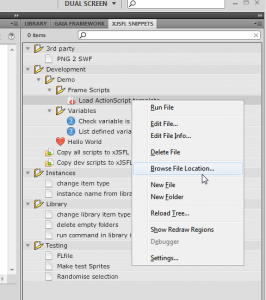 DUAL SCREEN
LIBRARY GAIA FRAMEWORK XJSFL SNIPPETS
0 items
3rd party
PNG 2 SWF
Development
Demo
Frame Scripts
Load ActionScript template
Variables
Check variable is
List defined varia
Hello World
Copy all scripts to xJSFL
Copy dev scripts to xJSFL
Instances
change item type
instance name from librar
Library
change library item type
delete empty folders
run command in library i
Testing
FLfile
Make test Sprites
Randomise selection
Run File
Edit File...
Edit File Info...
Delete File
Browse File Location...
New File
New Folder
Reload Tree...
Show Redraw Regions
Debugger
Settings...